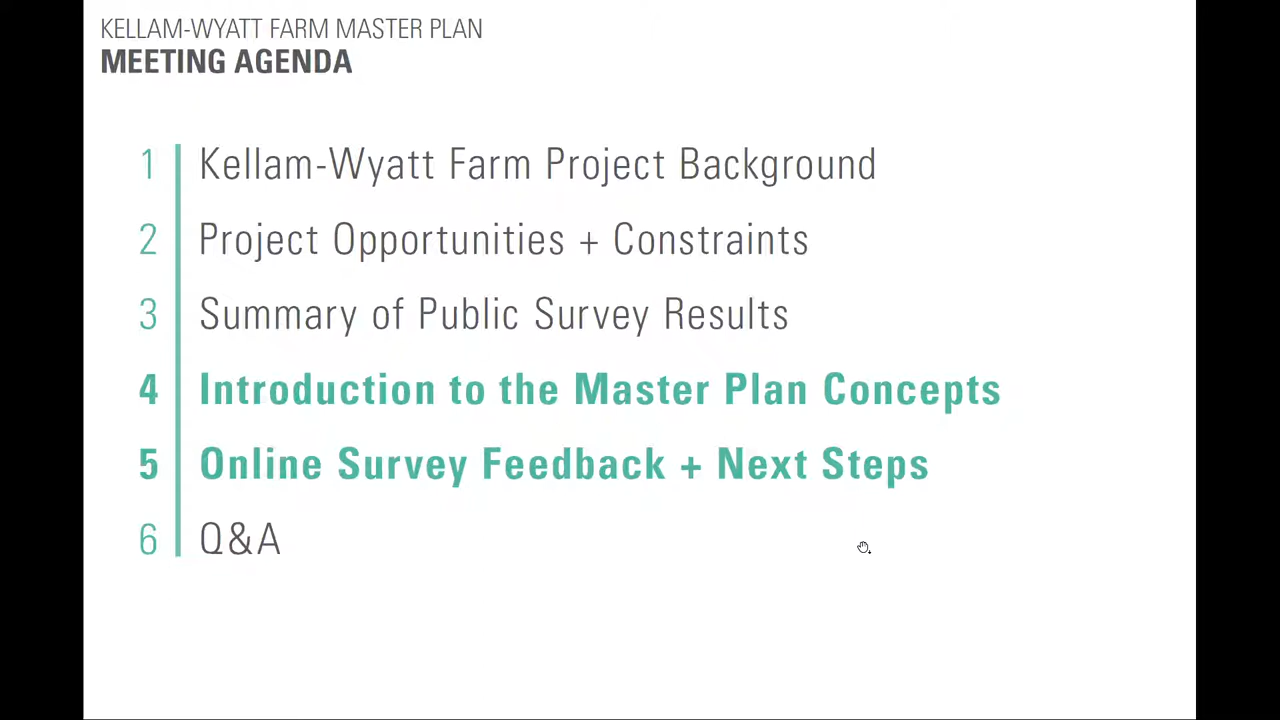 KELLAM-WYATT FARM MASTER PLAN
MEETING AGENDA
1 Kellam-Wyatt Farm Project Background
2 Project Opportunities + Constraints
3 Summary of Public Survey Results
4 Introduction to the Master Plan Concepts
5 Online Survey Feedback + Next Steps
6 Q&A